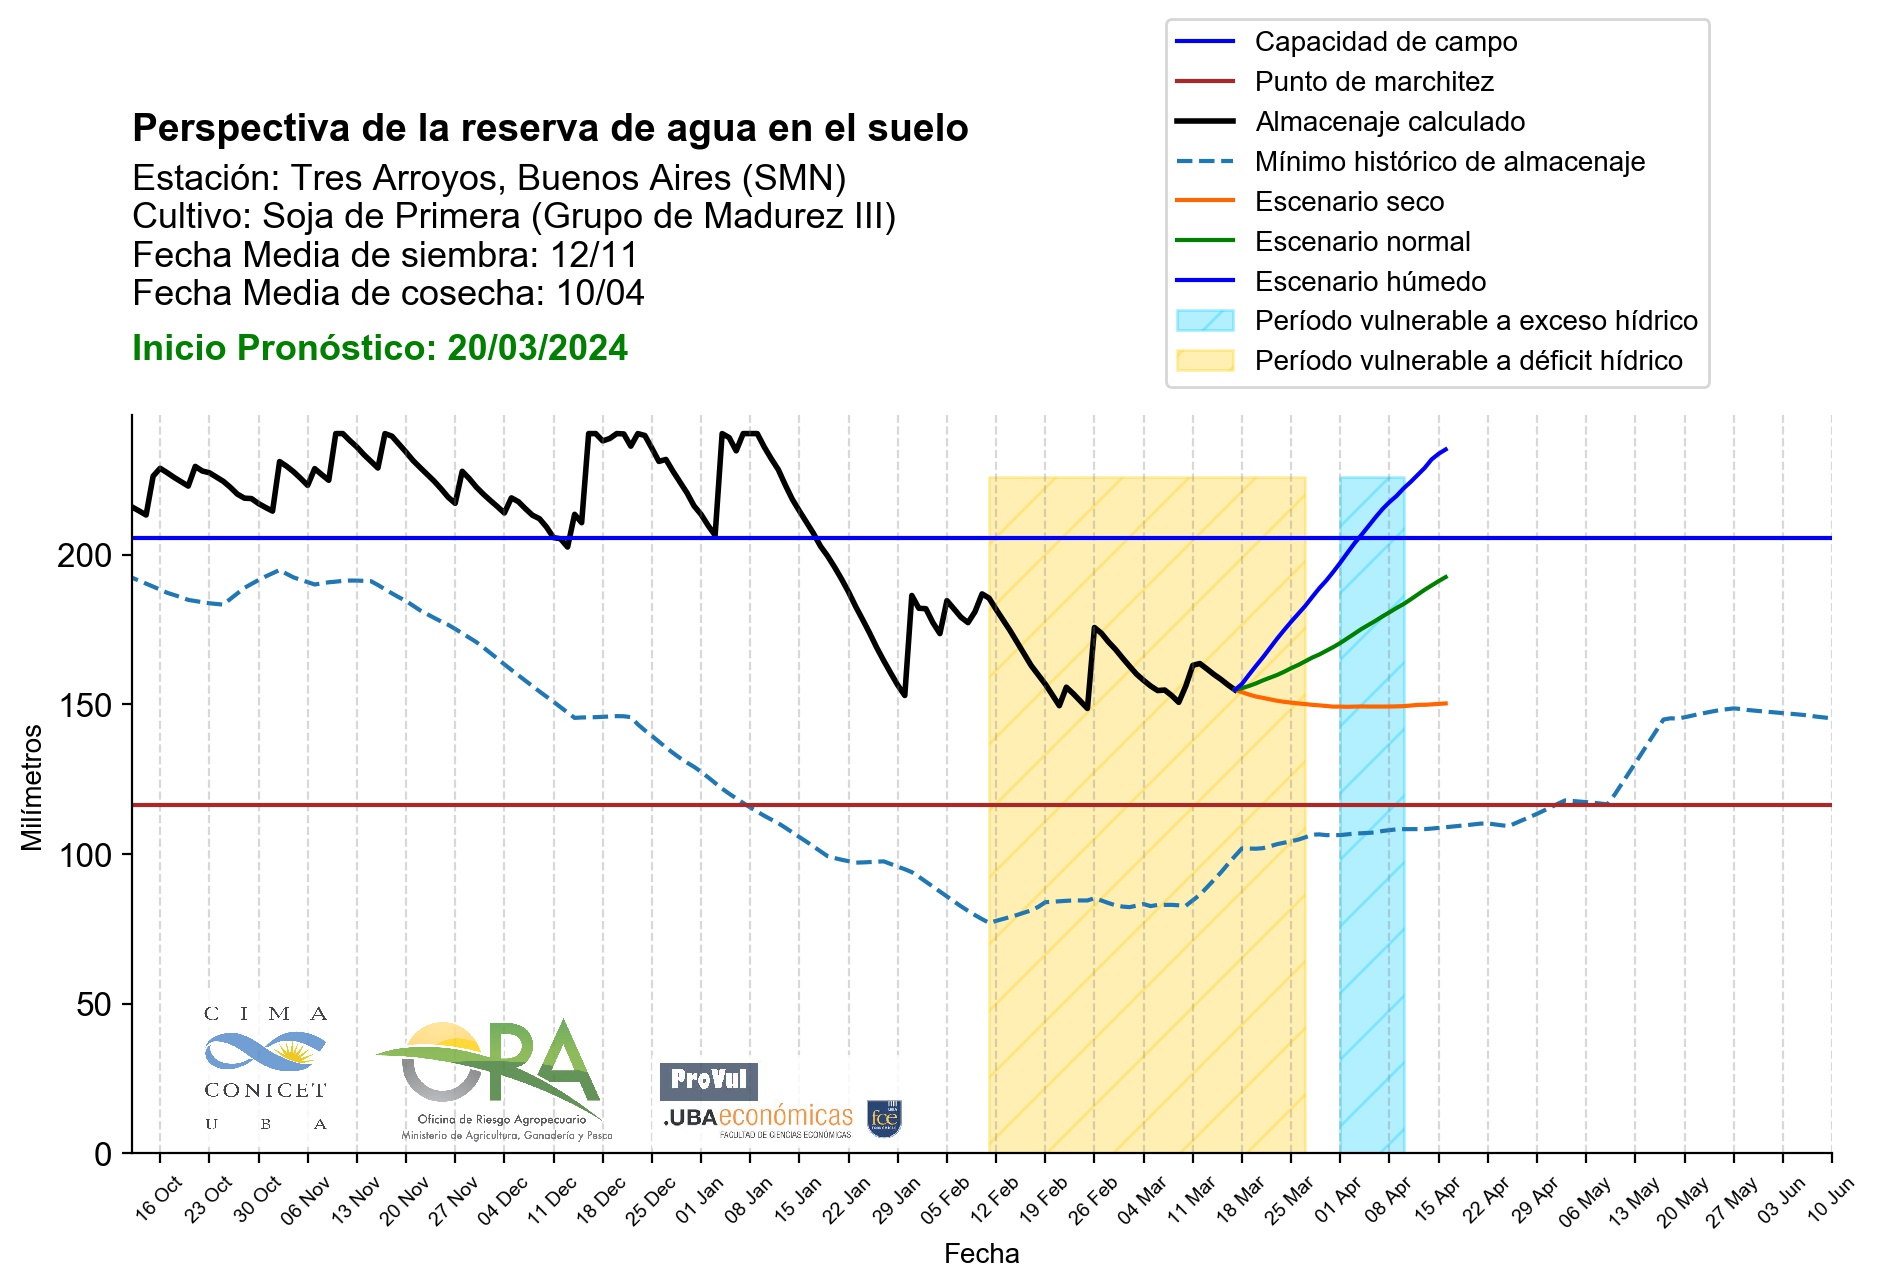 Capacidad de campo
Punto de marchitez
Almacenaje calculado
Mínimo histórico de almacenaje
Escenario seco
Escenario normal
Escenario húmedo
Período vulnerable a exceso hídrico
Período vulnerable a déficit hídrico
Perspectiva de la reserva de agua en el suelo
Estación: Tres Arroyos, Buenos Aires (SMN)
Cultivo: Soja de Primera (Grupo de Madurez III)
Fecha Media de siembra: 12/11
Fecha Media de cosecha: 10/04
Inicio Pronóstico: 20/03/2024
Milímetros
200
150
100
50
0
CIMA
CONICET
UBA
ORA
Oficina de Riesgo Agropecuario
Ministerio de Agricultura, Ganadería y Pesca
ProVul
.UBAeconómicas
FACULTAD DE CIENCIAS ECONÓMICAS
fce
16 Oct
23 Oct
30 Oct
06 Nov
13 Nov
20 Nov
27 Nov
04 Dec
11 Dec
18 Dec
25 Dec
01 Jan
08 Jan
15 Jan
22 Jan
29 Jan
05 Feb
12 Feb
19 Feb
26 Feb
04 Mar
11 Mar
18 Mar
25 Mar
01 Apr
08 Apr
15 Apr
22 Apr
29 Apr
06 May
13 May
20 May
27 May
03 Jun
10 Jun
Fecha